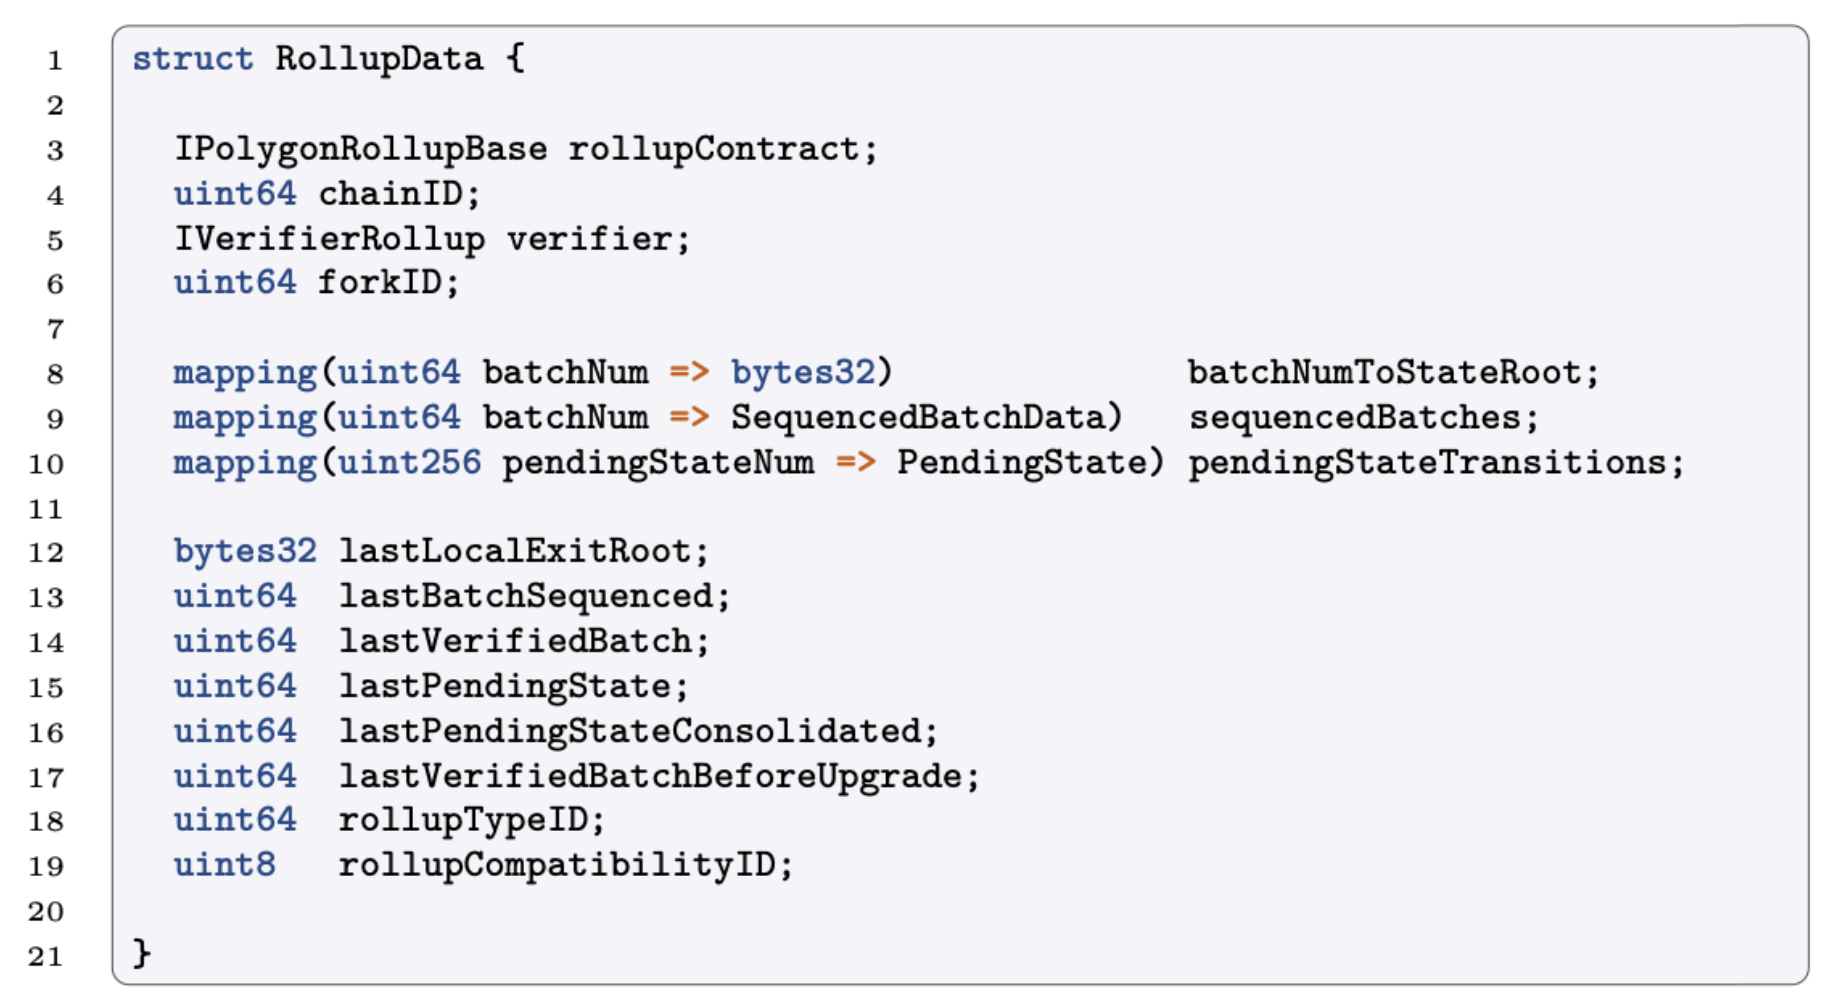 1 struct RollupData {
2
3 IPolygonRollupBase rollupContract;
4 uint64 chainID;
5 IVerifierRollup verifier;
6 uint64 forkID;
7
8 mapping(uint64 batchNum => bytes32) batchNumToStateRoot;
9 mapping(uint64 batchNum => SequencedBatchData) sequencedBatches;
10 mapping(uint256 pendingStateNum => PendingState) pendingStateTransitions;
11
12 bytes32 lastLocalExitRoot;
13 uint64 lastBatchSequenced;
14 uint64 lastVerifiedBatch;
15 uint64 lastPendingState;
16 uint64 lastPendingStateConsolidated;
17 uint64 lastVerifiedBatchBeforeUpgrade;
18 uint64 rollupTypeID;
19 uint8 rollupCompatibilityID;
20
21 }